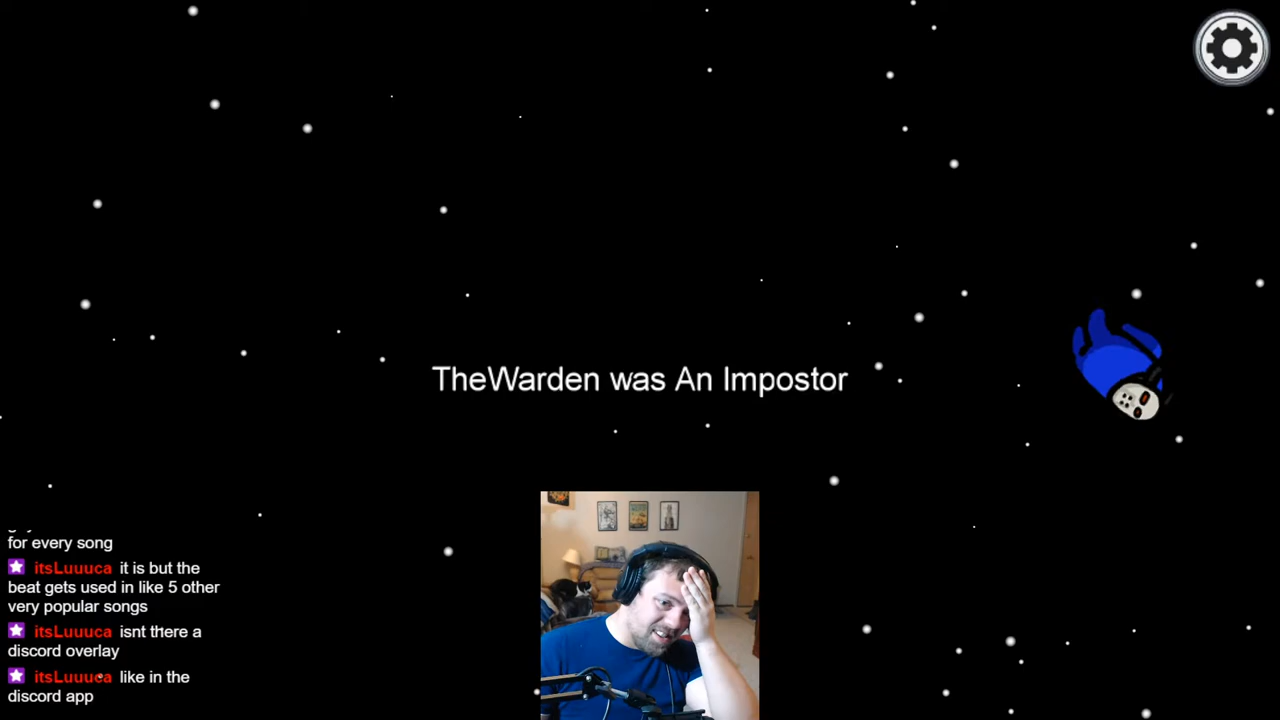 TheWarden was An Impostor
for every song
itsLuuuca it is but the
beat gets used in like 5 other
very popular songs
itsLuuuca isnt there a
discord overlay
itsLuuuca like in the
discord app